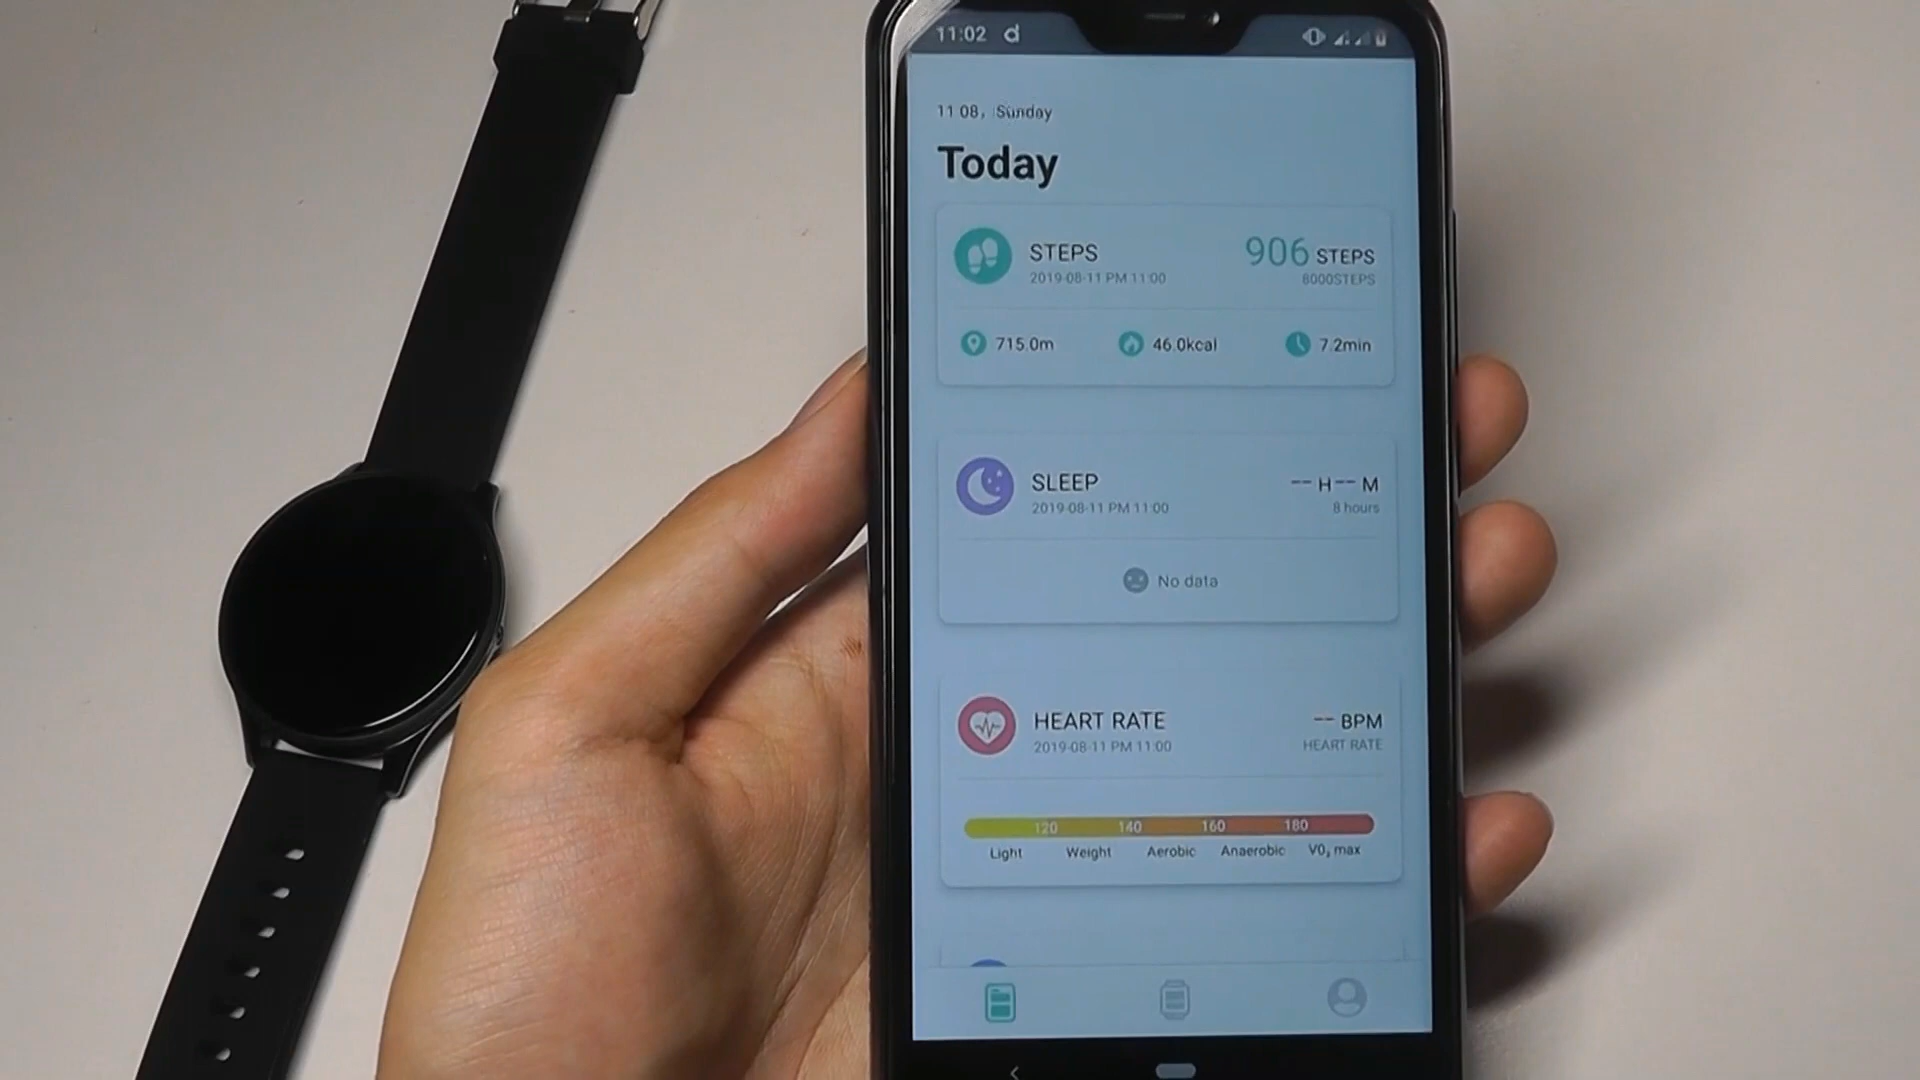 11:02
11 08, Sunday
Today
STEPS
906 STEPS
2019-08-11 PM 11:00
8000STEPS
715.0m
46.0kcal
7.2min
SLEEP
-- H -- M
2019-08-11 PM 11:00
8 hours
No data
HEART RATE
-- BPM
2019-08-11 PM 11:00
HEART RATE
120 140 160 180
Light Weight Aerobic Anaerobic VO₂ max